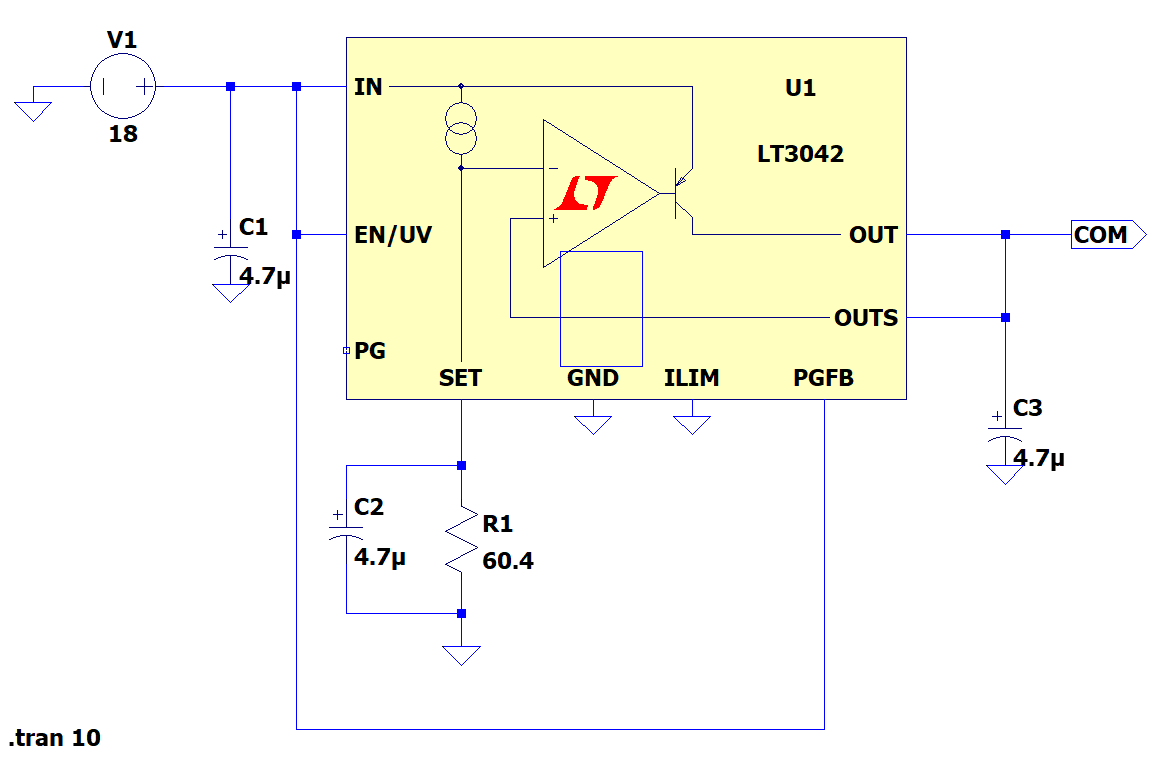 V1
18
IN
U1
LT3042
C1
4.7µ
EN/UV
OUT
COM
OUTS
PG
SET
GND
ILIM
PGFB
C3
4.7µ
C2
4.7µ
R1
60.4
.tran 10